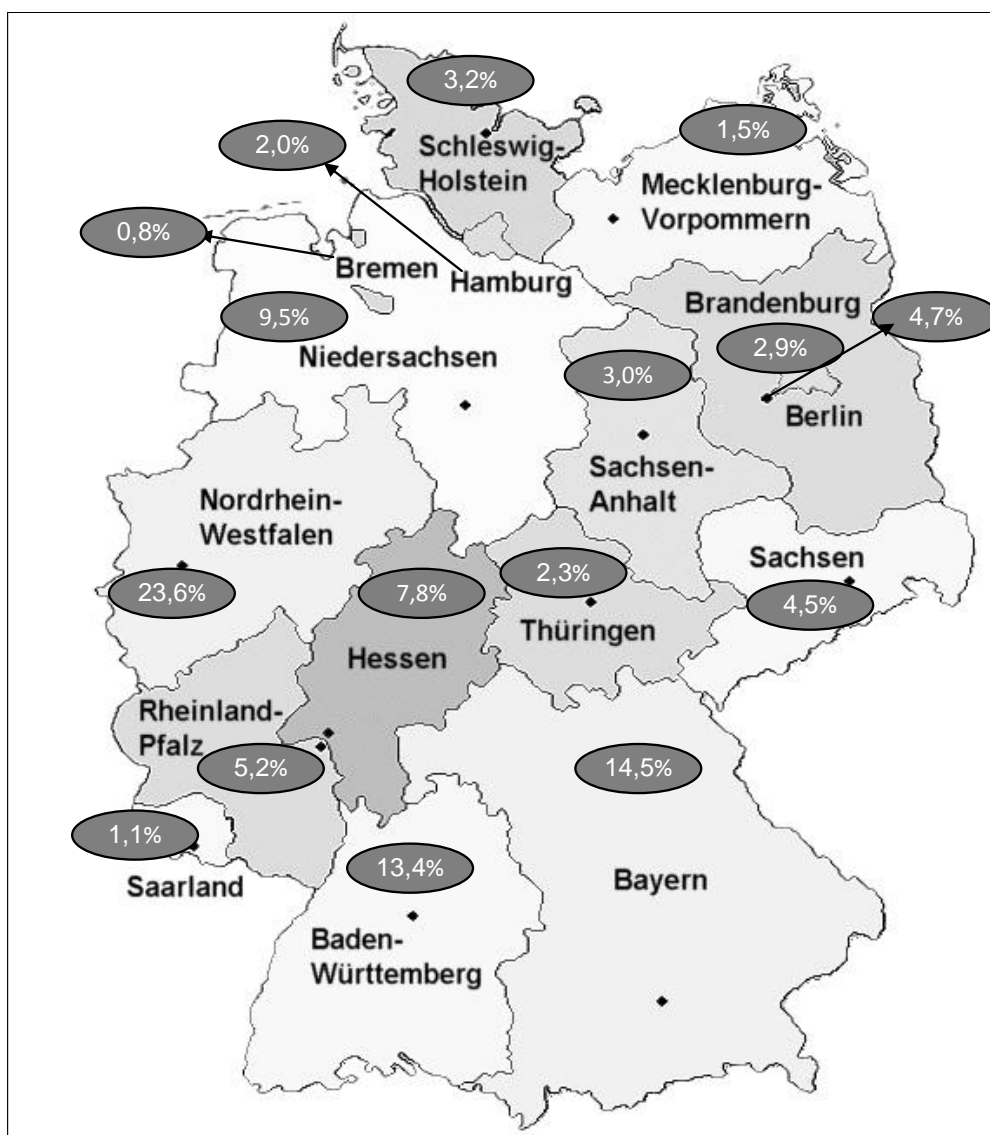 3,2%
Schleswig-
Holstein
1,5%
Mecklenburg-
Vorpommern
2,0%
0,8%
Bremen
Hamburg
9,5%
Niedersachsen
Brandenburg
4,7%
2,9%
Berlin
3,0%
Sachsen-
Anhalt
Nordrhein-
Westfalen
23,6%
7,8%
Hessen
2,3%
Thüringen
Sachsen
4,5%
Rheinland-
Pfalz
5,2%
1,1%
Saarland
13,4%
Baden-
Württemberg
14,5%
Bayern